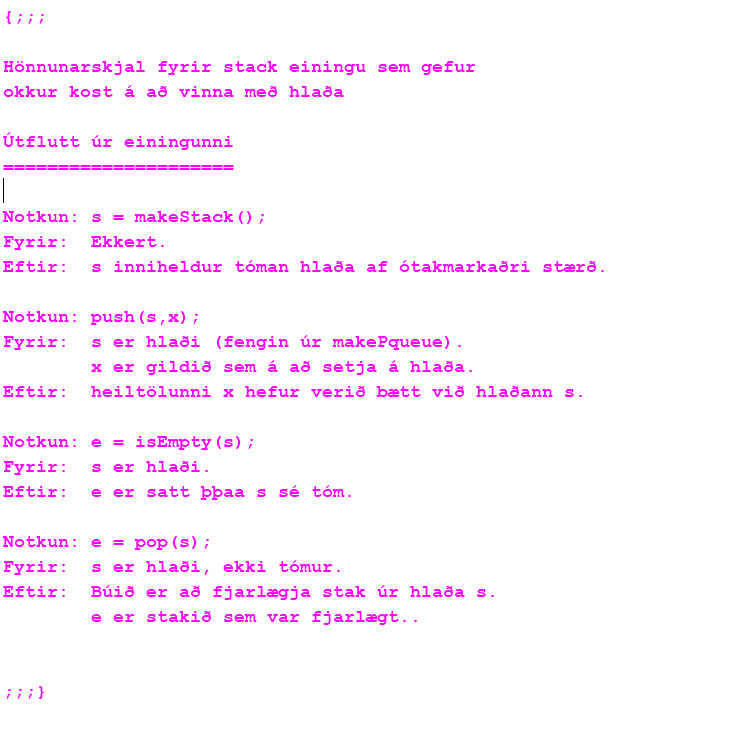 {;;;
Hönnunarskjal fyrir stack einingu sem gefur
okkur kost á að vinna með hlaða
Útflutt úr einingunni
=====================
Notkun: s = makeStack();
Fyrir:  Ekkert.
Eftir:  s inniheldur tóman hlaða af ótakmarkaðri stærð.
Notkun: push(s,x);
Fyrir:  s er hlaði (fengin úr makePqueue).
        x er gildið sem á að setja á hlaða.
Eftir:  heiltölunni x hefur verið bætt við hlaðann s.
Notkun: e = isEmpty(s);
Fyrir:  s er hlaði.
Eftir:  e er satt þþaa s sé tóm.
Notkun: e = pop(s);
Fyrir:  s er hlaði, ekki tómur.
Eftir:  Búið er að fjarlægja stak úr hlaða s.
        e er stakið sem var fjarlægt..
;;;}